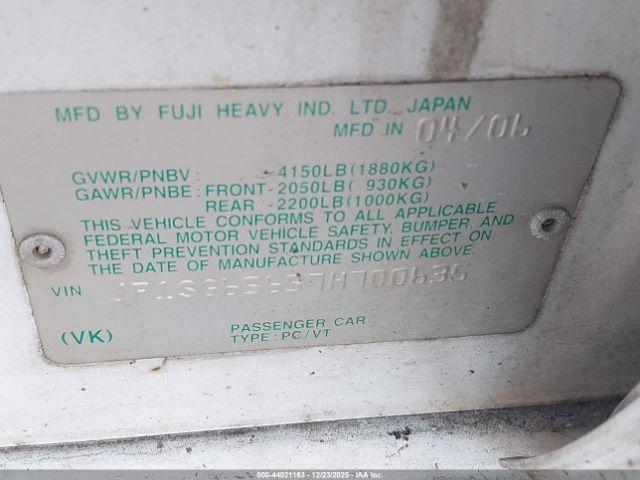 MFD BY FUJI HEAVY IND. LTD. JAPAN
MFD IN 04/06
GVWR/PNBV : 4150LB(1880KG)
GAWR/PNBE : FRONT-2050LB( 930KG)
REAR -2200LB(1000KG)
THIS VEHICLE CONFORMS TO ALL APPLICABLE
FEDERAL MOTOR VEHICLE SAFETY, BUMPER, AND
THEFT PREVENTION STANDARDS IN EFFECT ON
THE DATE OF MANUFACTURE SHOWN ABOVE.
VIN
(VK)
PASSENGER CAR
TYPE : PC/VT
000-44021163 - 12/23/2025 - IAAI, Inc.